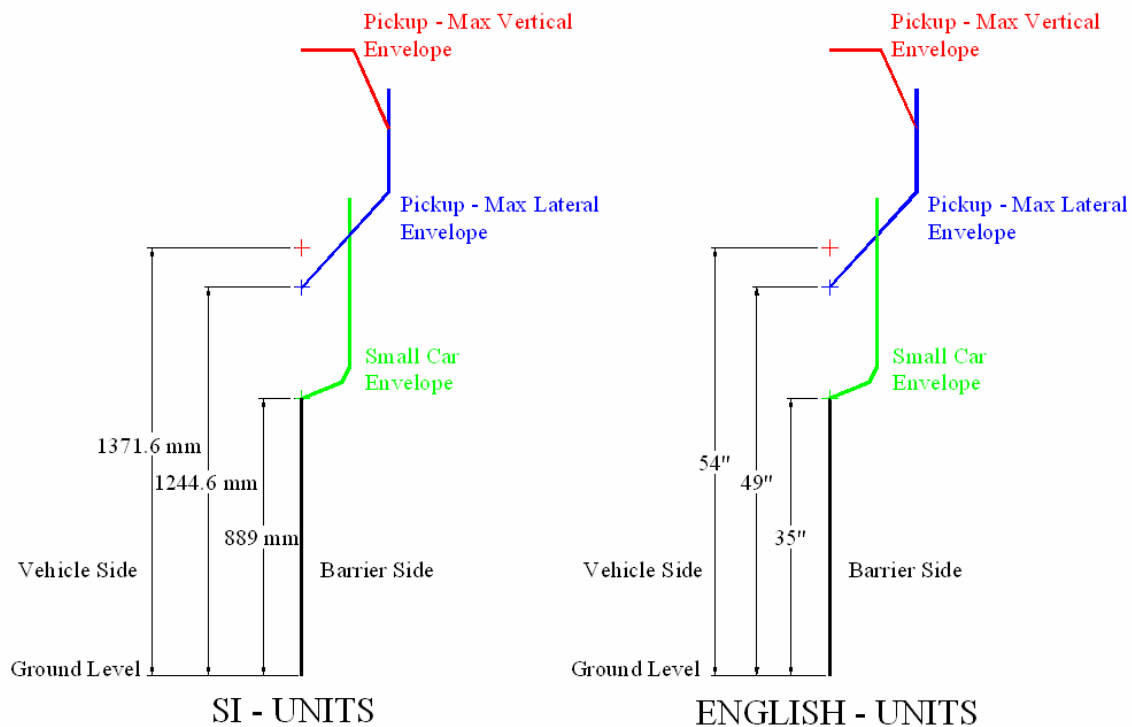 Pickup - Max Vertical
Envelope
Pickup - Max Lateral
Envelope
Small Car
Envelope
1371.6 mm
1244.6 mm
889 mm
Vehicle Side
Barrier Side
Ground Level
SI - UNITS
Pickup - Max Vertical
Envelope
Pickup - Max Lateral
Envelope
Small Car
Envelope
54"
49"
35"
Vehicle Side
Barrier Side
Ground Level
ENGLISH - UNITS